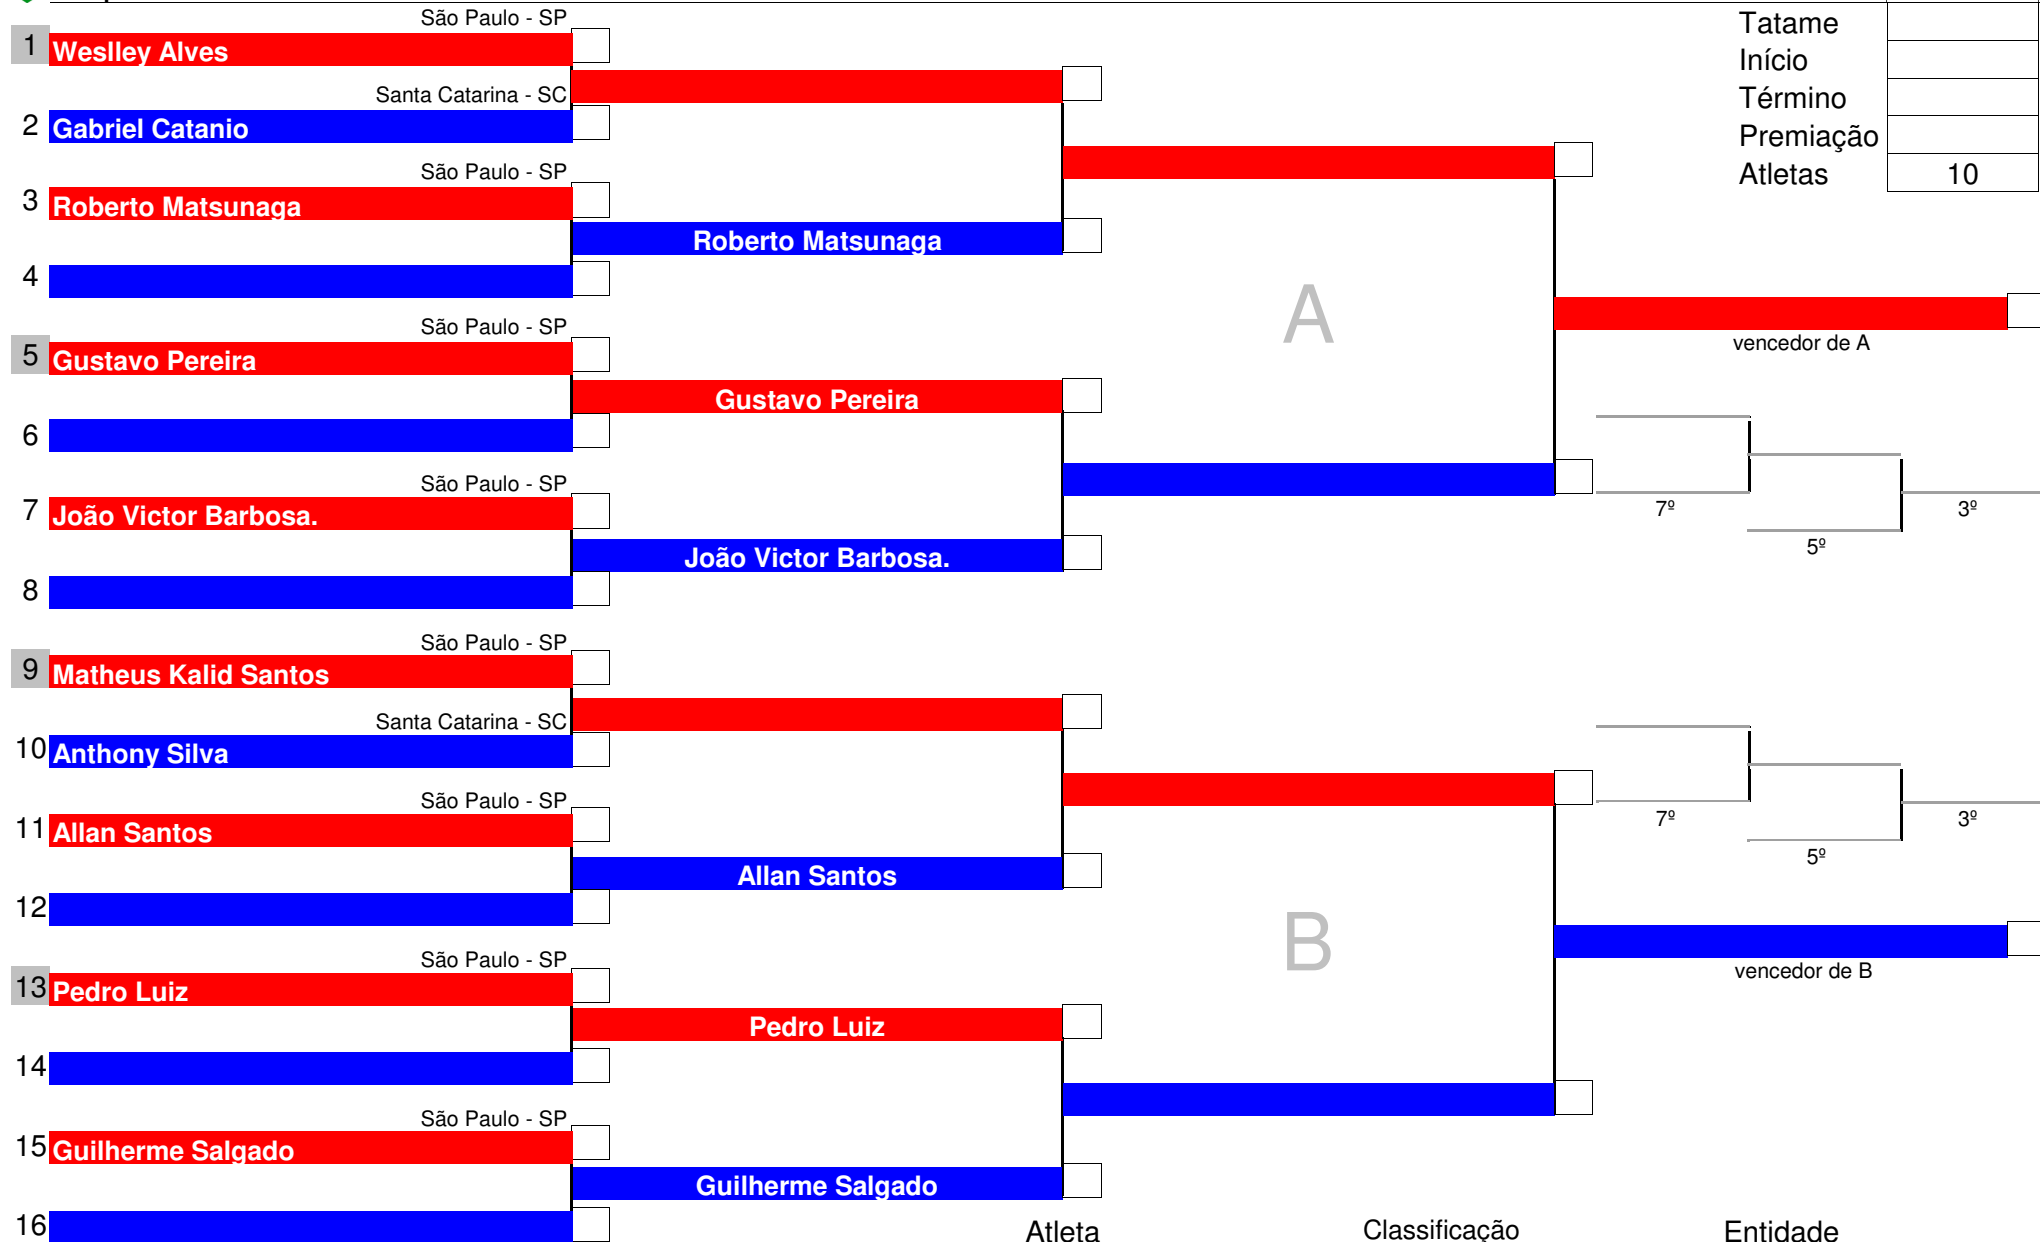 São Paulo - SP
1 Weslley Alves
Santa Catarina - SC
2 Gabriel Catanio
São Paulo - SP
3 Roberto Matsunaga
Roberto Matsunaga
4
São Paulo - SP
5 Gustavo Pereira
Gustavo Pereira
6
São Paulo - SP
7 João Victor Barbosa.
João Victor Barbosa.
8
São Paulo - SP
9 Matheus Kalid Santos
Santa Catarina - SC
10 Anthony Silva
São Paulo - SP
11 Allan Santos
Allan Santos
12
São Paulo - SP
13 Pedro Luiz
Pedro Luiz
14
São Paulo - SP
15 Guilherme Salgado
Guilherme Salgado
16
A
B
Tatame
Início
Término
Premiação
Atletas 10
vencedor de A
7º
3º
5º
7º
3º
5º
vencedor de B
Atleta Classificação Entidade